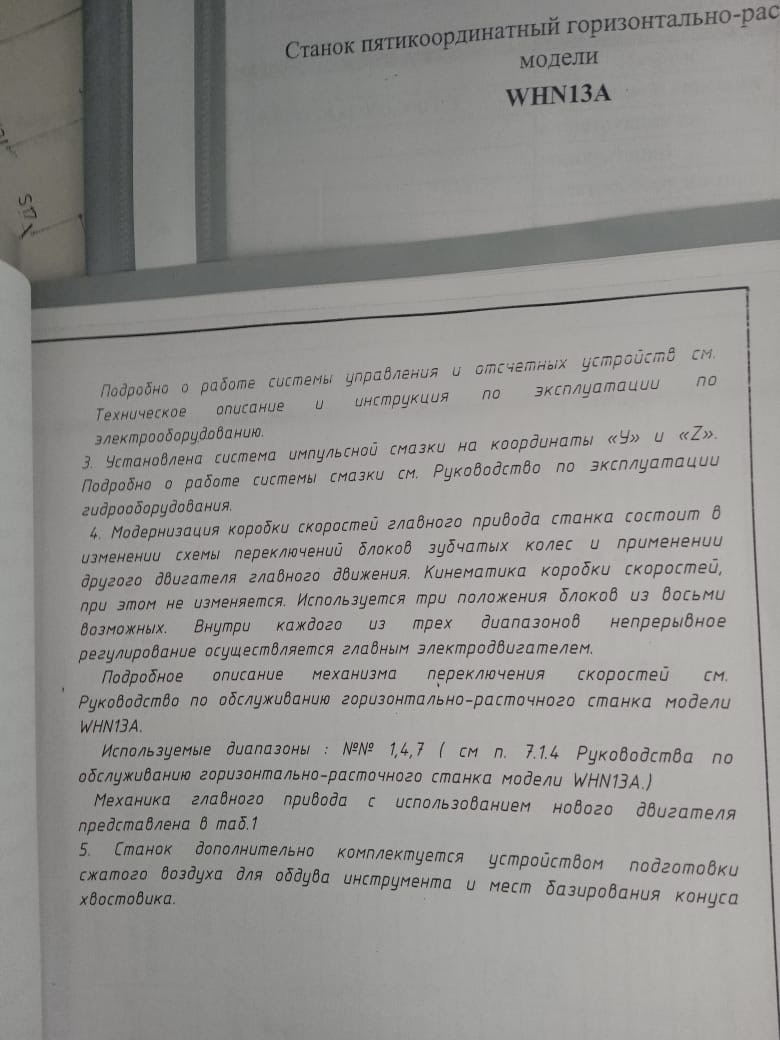 Станок пятикоординатный горизонтально-рас
модели
WHN13A
Подробно о работе системы управления и отсчетных устройств см.
Техническое описание и инструкция по эксплуатации по
электрооборудованию.
3. Установлена система импульсной смазки на координаты «У» и «Z».
Подробно о работе системы смазки см. Руководство по эксплуатации
гидрооборудования.
4. Модернизация коробки скоростей главного привода станка состоит в
изменении схемы переключений блоков зубчатых колес и применении
другого двигателя главного движения. Кинематика коробки скоростей,
при этом не изменяется. Используется три положения блоков из восьми
возможных. Внутри каждого из трех диапазонов непрерывное
регулирование осуществляется главным электродвигателем.
Подробное описание механизма переключения скоростей см.
Руководство по обслуживанию горизонтально-расточного станка модели
WHN13A.
Используемые диапазоны : №№ 1,4,7 ( см п. 7.1.4 Руководства по
обслуживанию горизонтально-расточного станка модели WHN13A.)
Механика главного привода с использованием нового двигателя
представлена в таб.1
5. Станок дополнительно комплектуется устройством подготовки
сжатого воздуха для обдува инструмента и мест базирования конуса
хвостовика.